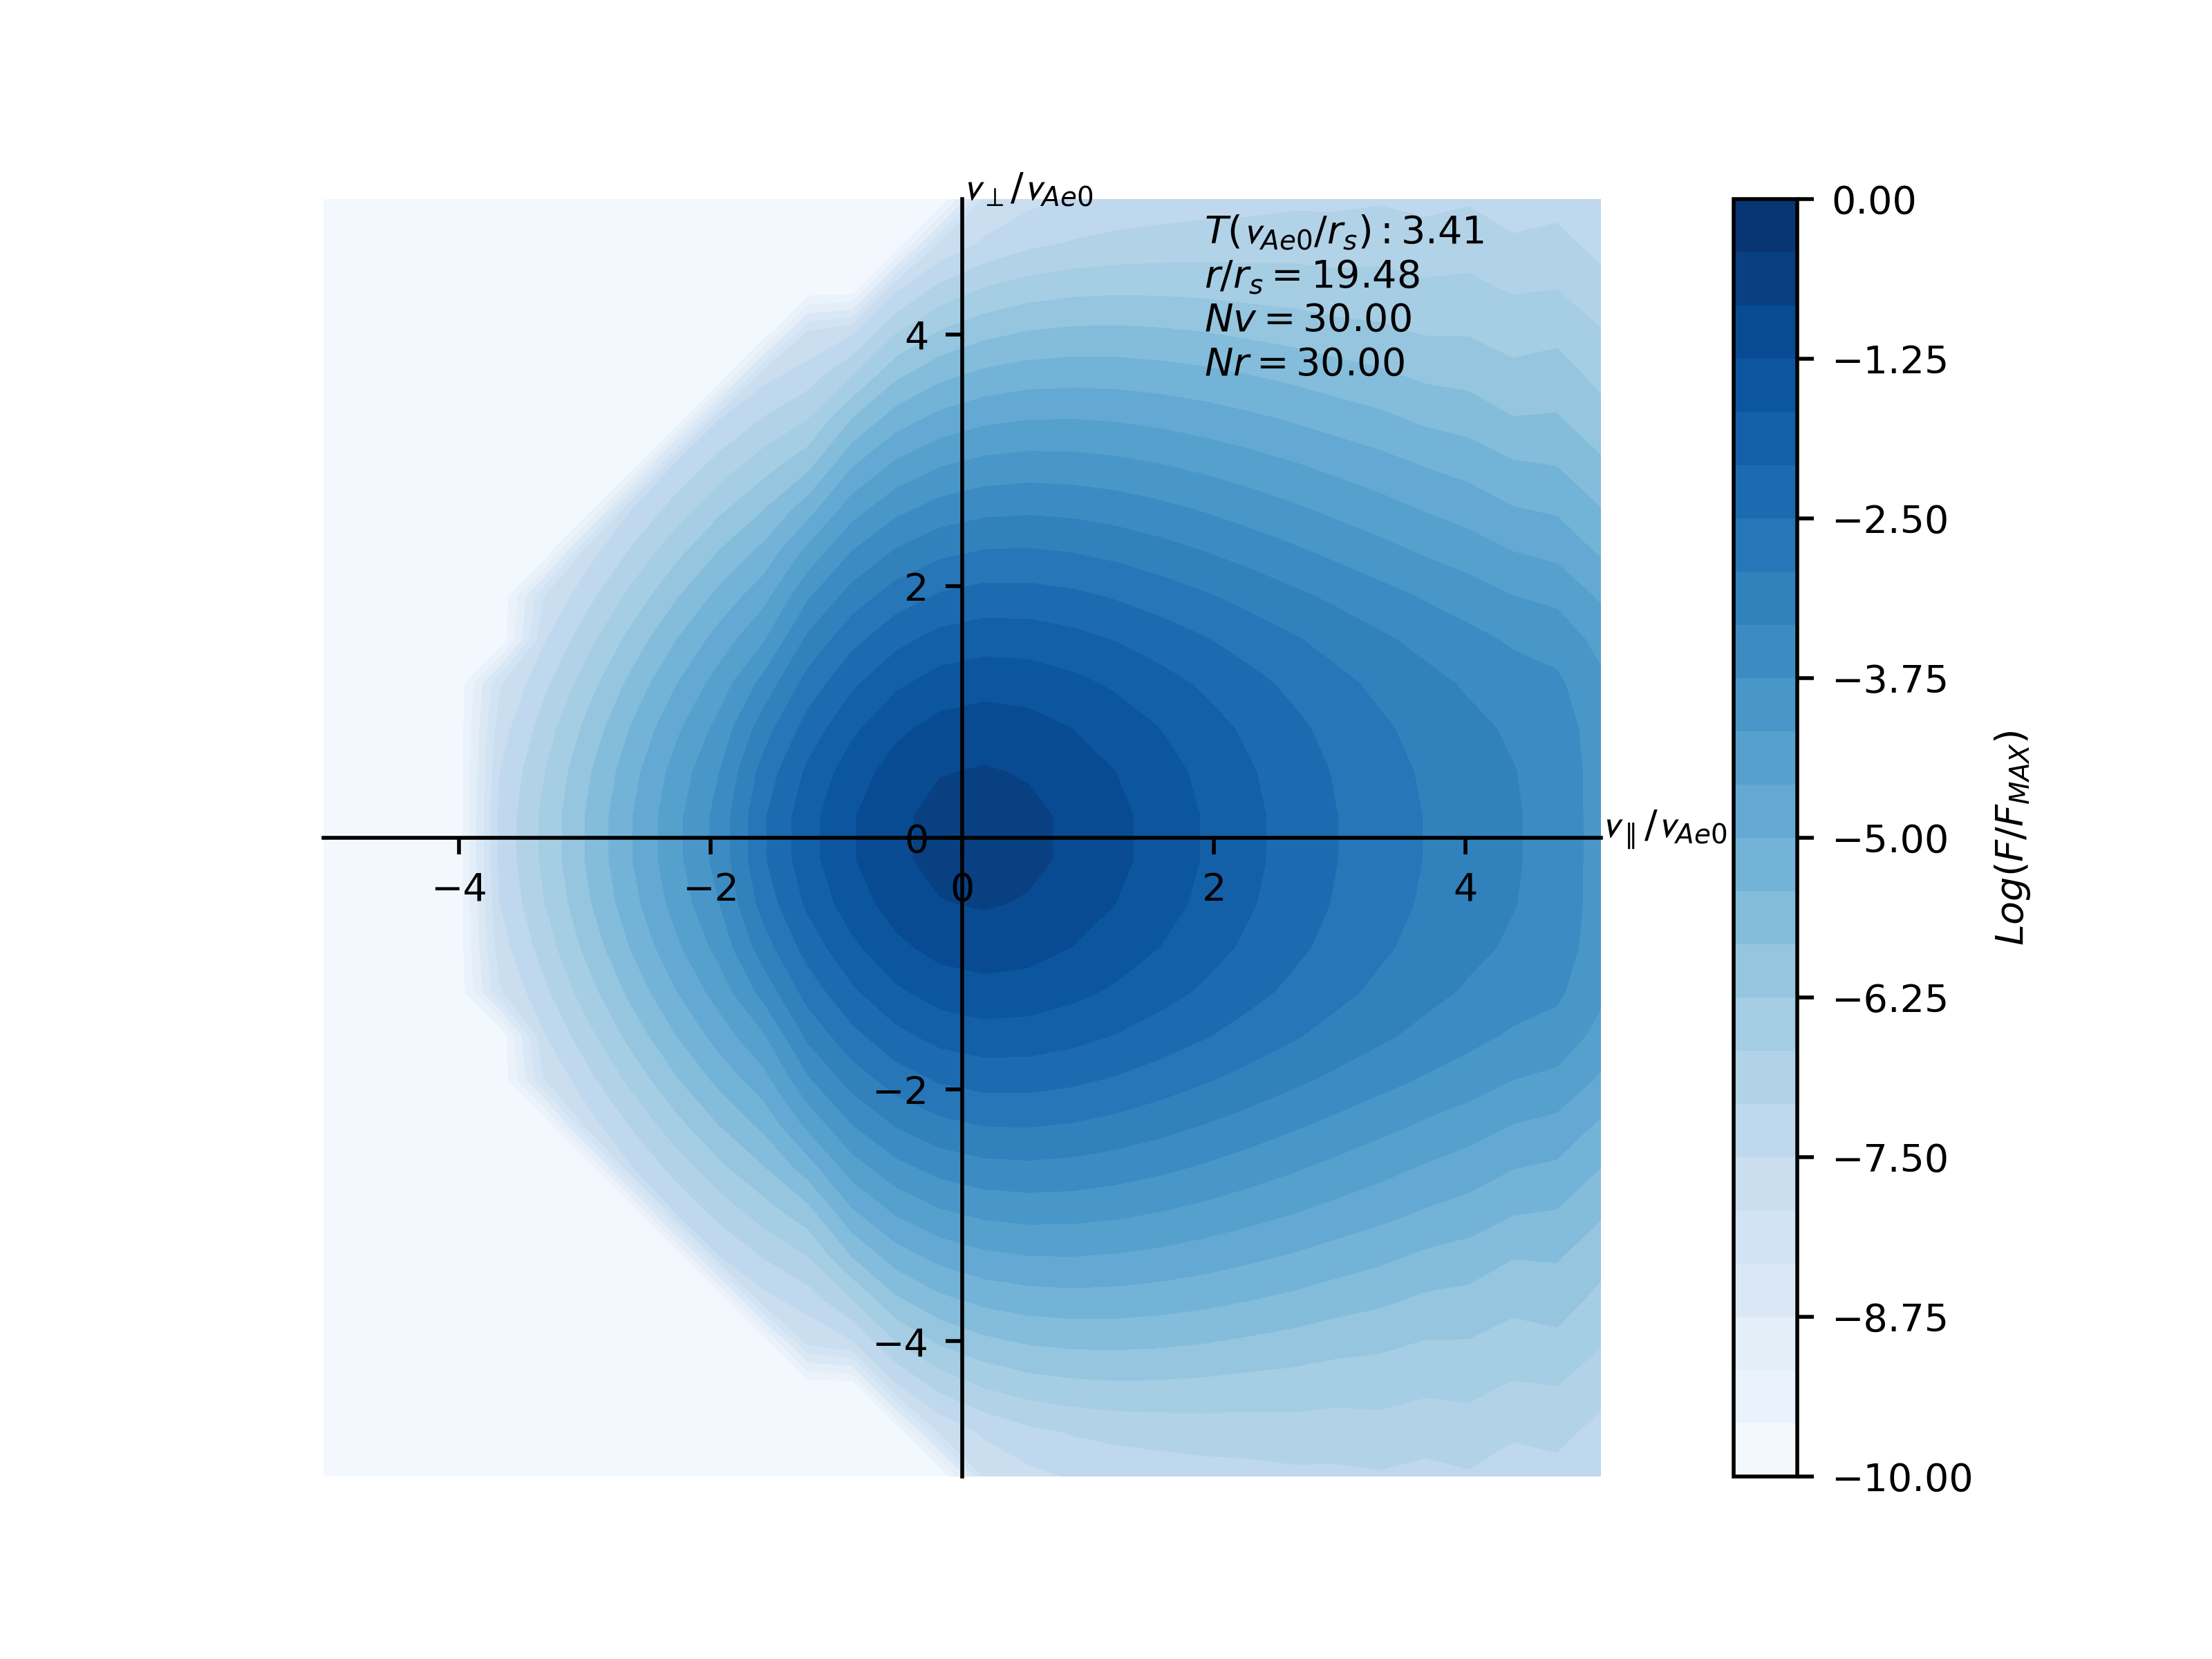 v⊥/vAe0
T(vAe0/rs) : 3.41
r/rs = 19.48
Nv = 30.00
Nr = 30.00
4
2
0
−2
−4
−4
−2
0
2
4
v∥/vAe0
0.00
−1.25
−2.50
−3.75
−5.00
−6.25
−7.50
−8.75
−10.00
Log(F/FMAX)